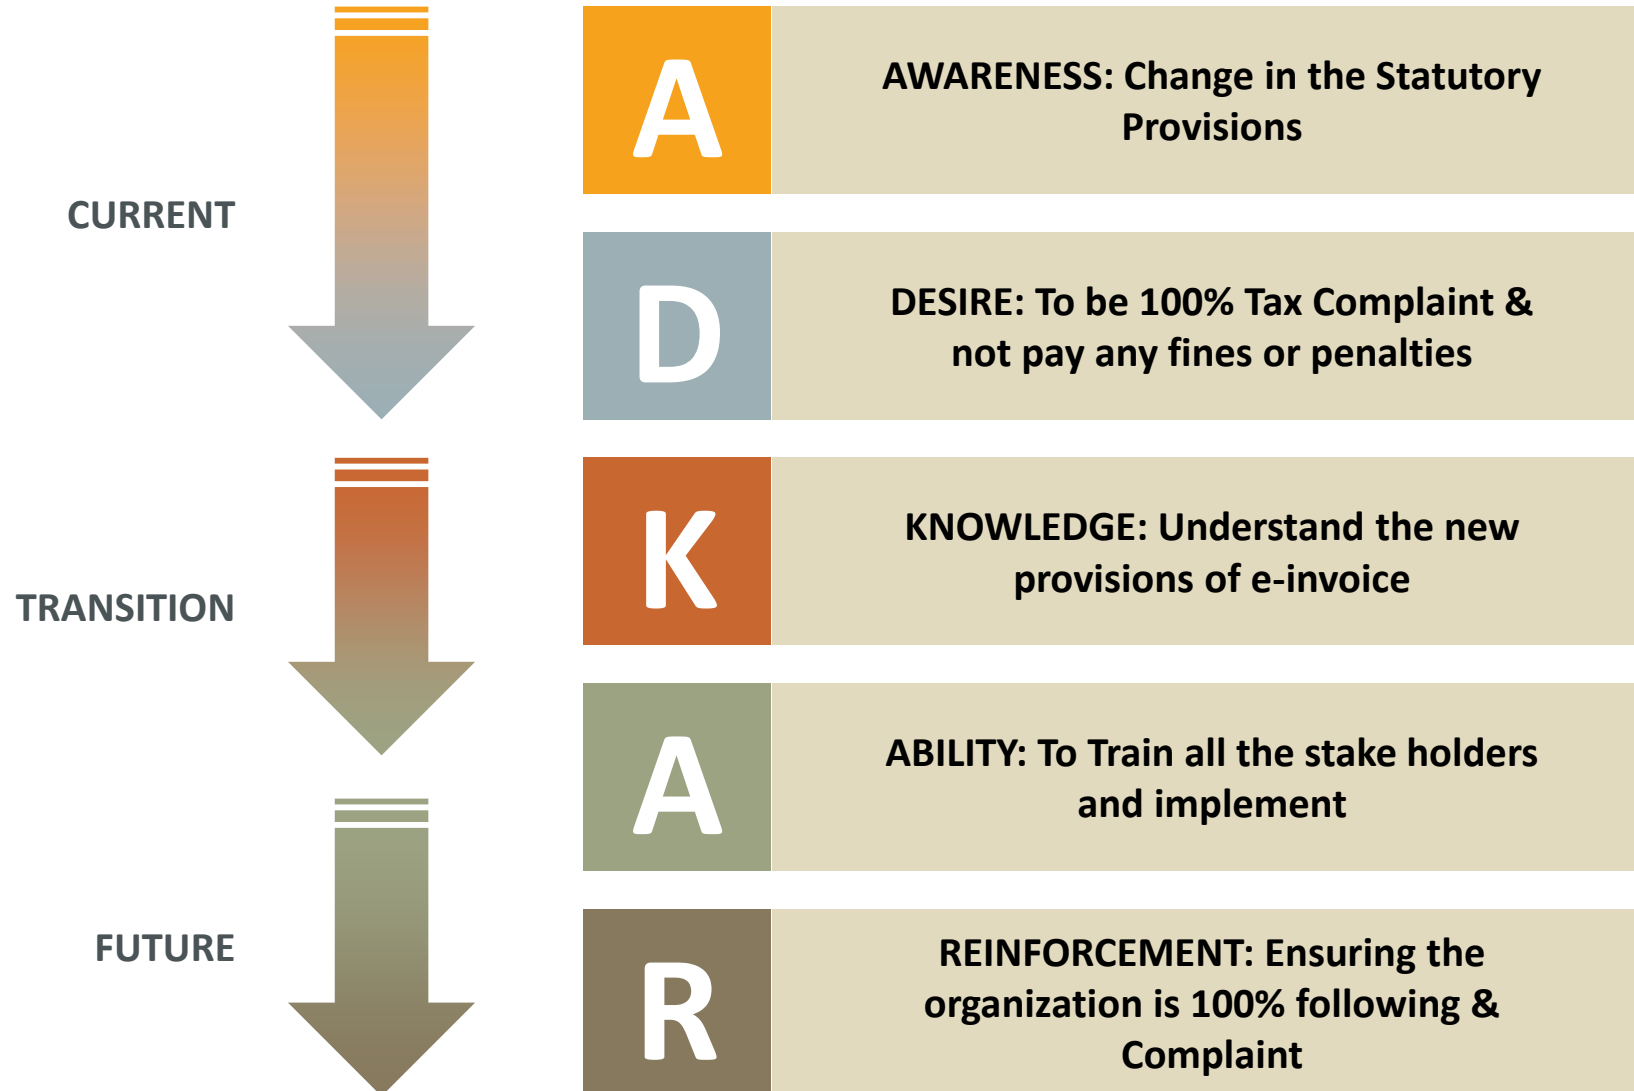 CURRENT
A
AWARENESS: Change in the Statutory
Provisions
D
DESIRE: To be 100% Tax Complaint &
not pay any fines or penalties
TRANSITION
K
KNOWLEDGE: Understand the new
provisions of e-invoice
A
ABILITY: To Train all the stake holders
and implement
FUTURE
R
REINFORCEMENT: Ensuring the
organization is 100% following &
Complaint